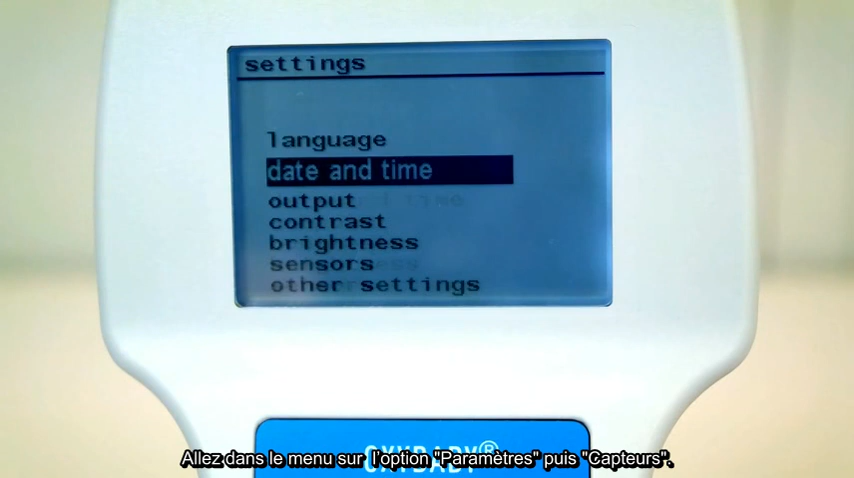 settings
language
date and time
output
contrast
brightness
sensors
other settings
OXYBABY®
Allez dans le menu sur l'option "Paramètres" puis "Capteurs".